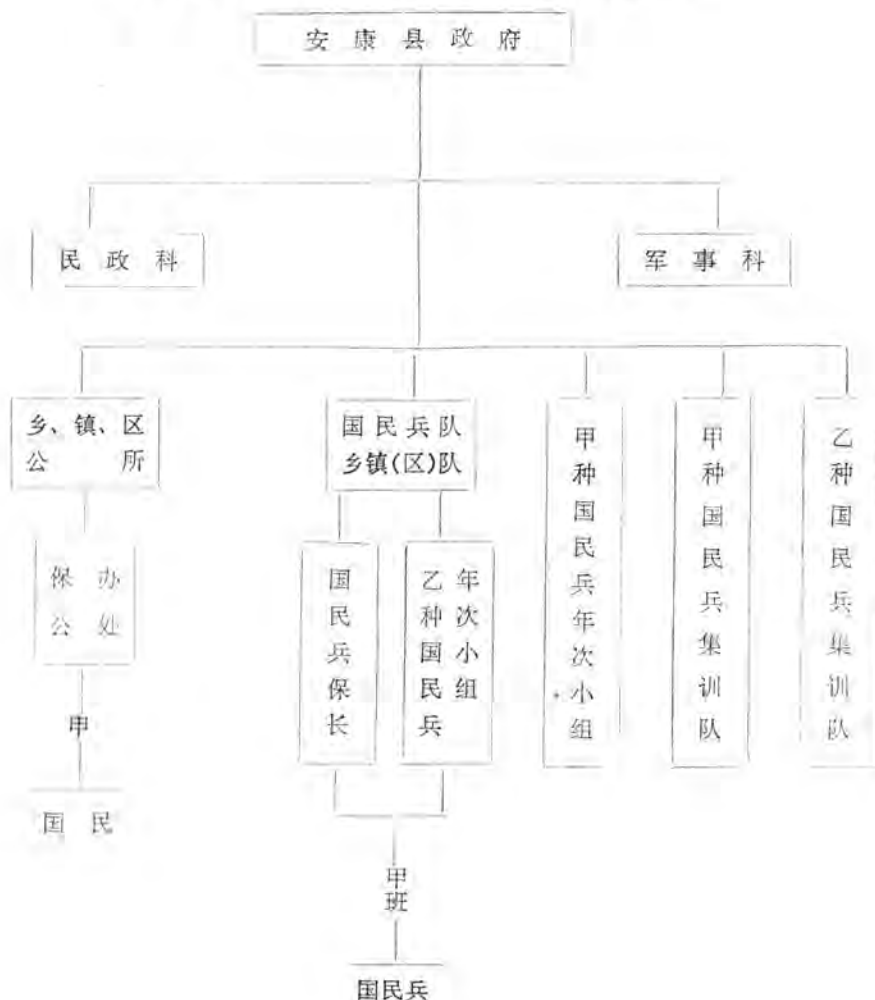 安康县政府
民政科
军事科
乡、镇、区
公所
国民兵队
乡镇(区)队
甲种国民兵年次小组
甲种国民兵集训队
乙种国民兵集训队
保办
公处
国民兵保长
乙种国民兵
年次小组
甲
国民
甲班
国民兵